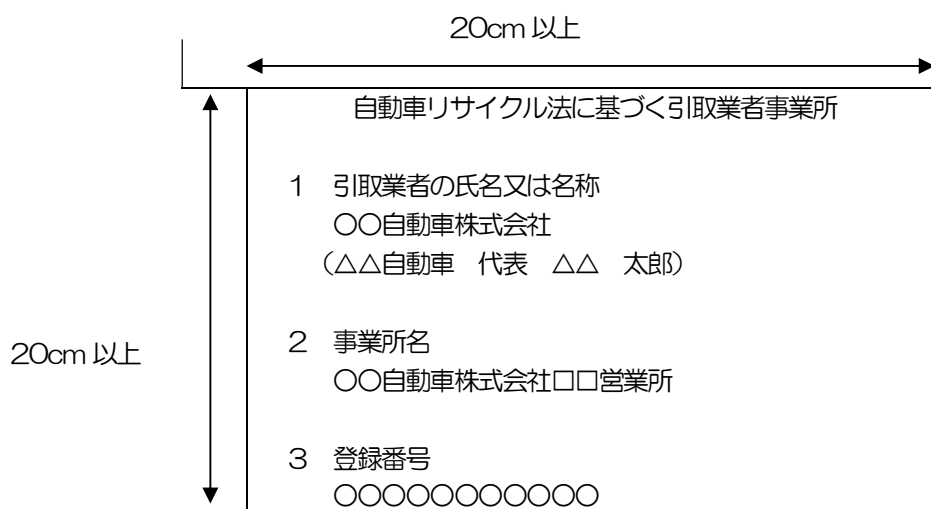 20cm 以上
自動車リサイクル法に基づく引取業者事業所
1　引取業者の氏名又は名称
〇〇自動車株式会社
（△△自動車　代表　△△　太郎）
20cm 以上
2　事業所名
〇〇自動車株式会社□□営業所
3　登録番号
〇〇〇〇〇〇〇〇〇〇〇